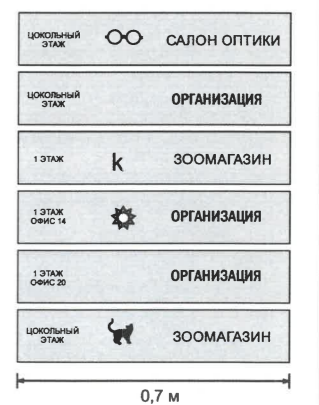 ЦОКОЛЬНЫЙ
ЭТАЖ
САЛОН ОПТИКИ
ЦОКОЛЬНЫЙ
ЭТАЖ
ОРГАНИЗАЦИЯ
1 ЭТАЖ
k
ЗООМАГАЗИН
1 ЭТАЖ
ОФИС 14
ОРГАНИЗАЦИЯ
1 ЭТАЖ
ОФИС 20
ОРГАНИЗАЦИЯ
ЦОКОЛЬНЫЙ
ЭТАЖ
ЗООМАГАЗИН
0,7 м